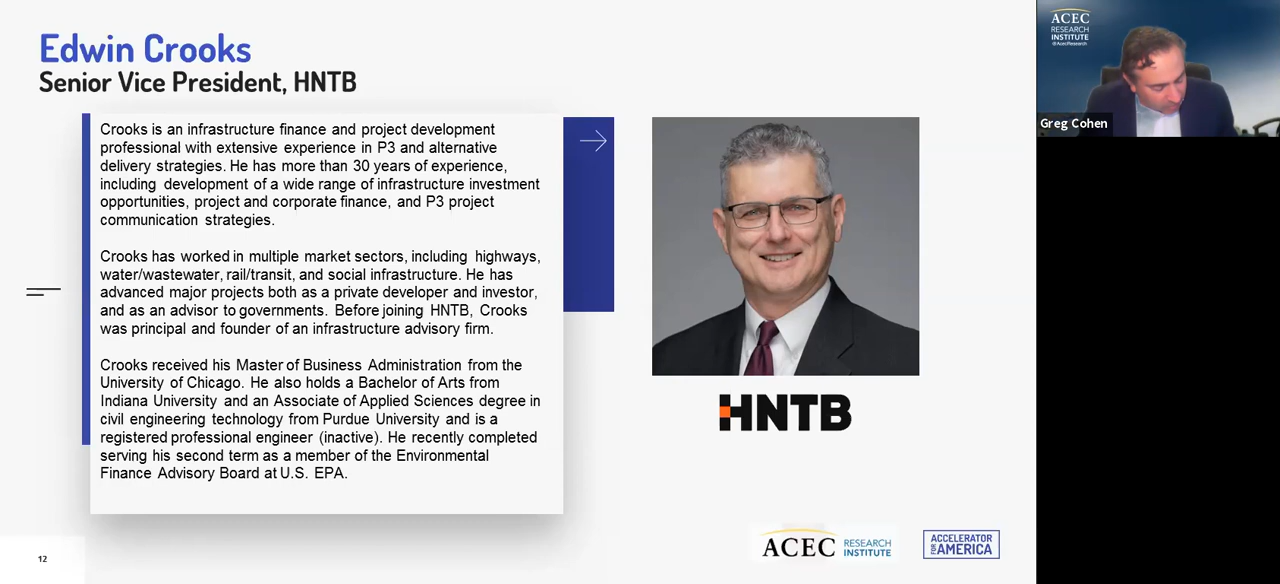 Edwin Crooks
Senior Vice President, HNTB
Crooks is an infrastructure finance and project development
professional with extensive experience in P3 and alternative
delivery strategies. He has more than 30 years of experience,
including development of a wide range of infrastructure investment
opportunities, project and corporate finance, and P3 project
communication strategies.
Crooks has worked in multiple market sectors, including highways,
water/wastewater, rail/transit, and social infrastructure. He has
advanced major projects both as a private developer and investor,
and as an advisor to governments. Before joining HNTB, Crooks
was principal and founder of an infrastructure advisory firm.
Crooks received his Master of Business Administration from the
University of Chicago. He also holds a Bachelor of Arts from
Indiana University and an Associate of Applied Sciences degree in
civil engineering technology from Purdue University and is a
registered professional engineer (inactive). He recently completed
serving his second term as a member of the Environmental
Finance Advisory Board at U.S. EPA.
HNTB
12
ACEC RESEARCH
INSTITUTE
ACCELERATOR
FOR AMERICA
ACEC
RESEARCH
INSTITUTE
@AcecResearch
Greg Cohen